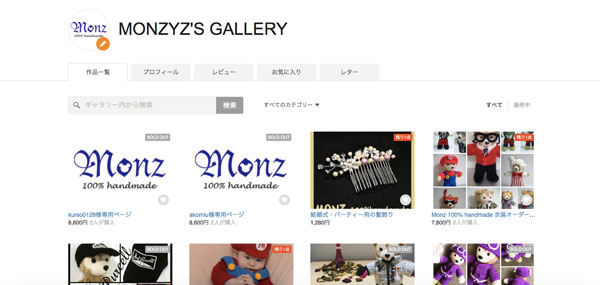 Monz
100% handmade
MONZYZ'S GALLERY
作品一覧
プロフィール
レビュー
お気に入り
レター
ギャラリー内から検索
検索
すべてのカテゴリー ▼
すべて | 販売中
SOLD OUT
Monz
100% handmade
kunio0128様専用ページ
8,600円 2人が購入
SOLD OUT
Monz
100% handmade
akomiu様専用ページ
8,600円 2人が購入
残り1点
結婚式・パーティー用の髪飾り
1,280円
残り1点
Monz 100% handmade 衣装オーダー...
7,800円 2人が購入
SOLD OUT
残り1点
SOLD OUT
SOLD OUT